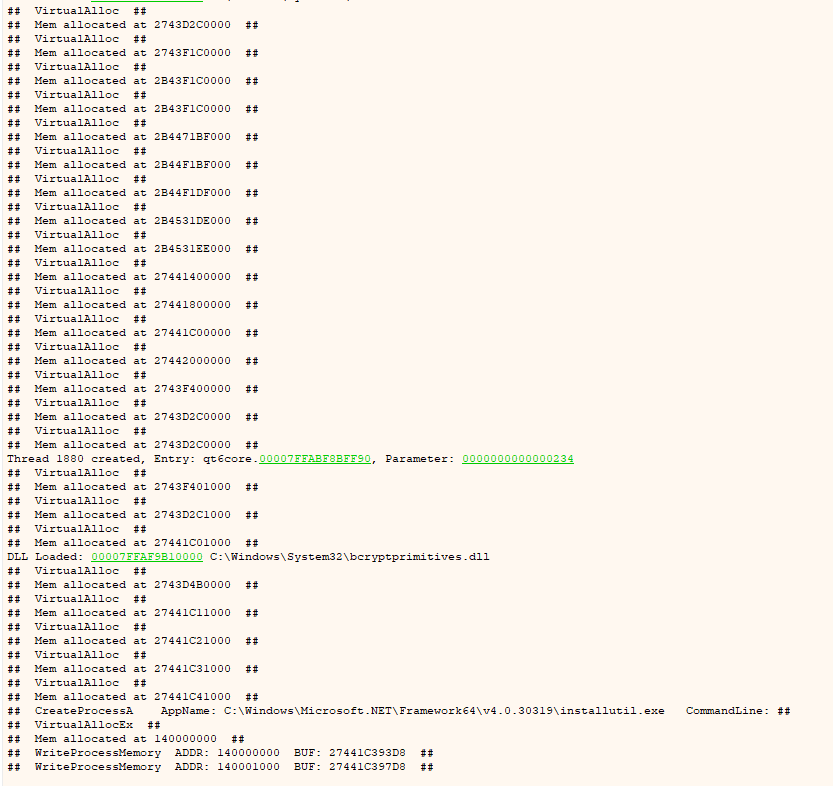 ## VirtualAlloc ##
## Mem allocated at 2743D2C0000 ##
## VirtualAlloc ##
## Mem allocated at 2743F1C0000 ##
## VirtualAlloc ##
## Mem allocated at 2B43F1C0000 ##
## VirtualAlloc ##
## Mem allocated at 2B43F1C0000 ##
## VirtualAlloc ##
## Mem allocated at 2B4471BF000 ##
## VirtualAlloc ##
## Mem allocated at 2B44F1BF000 ##
## VirtualAlloc ##
## Mem allocated at 2B44F1DF000 ##
## VirtualAlloc ##
## Mem allocated at 2B4531DE000 ##
## VirtualAlloc ##
## Mem allocated at 2B4531EE000 ##
## VirtualAlloc ##
## Mem allocated at 27441400000 ##
## VirtualAlloc ##
## Mem allocated at 27441800000 ##
## VirtualAlloc ##
## Mem allocated at 27441C00000 ##
## VirtualAlloc ##
## Mem allocated at 27442000000 ##
## VirtualAlloc ##
## Mem allocated at 2743F400000 ##
## VirtualAlloc ##
## Mem allocated at 2743D2C0000 ##
## VirtualAlloc ##
## Mem allocated at 2743D2C0000 ##
Thread 1880 created, Entry: qt6core.00007FFABF8BFF90, Parameter: 0000000000000234
## VirtualAlloc ##
## Mem allocated at 2743F401000 ##
## VirtualAlloc ##
## Mem allocated at 2743D2C1000 ##
## VirtualAlloc ##
## Mem allocated at 27441C01000 ##
DLL Loaded: 00007FFAF9B10000 C:\Windows\System32\bcryptprimitives.dll
## VirtualAlloc ##
## Mem allocated at 2743D4B0000 ##
## VirtualAlloc ##
## Mem allocated at 27441C11000 ##
## VirtualAlloc ##
## Mem allocated at 27441C21000 ##
## VirtualAlloc ##
## Mem allocated at 27441C31000 ##
## VirtualAlloc ##
## Mem allocated at 27441C41000 ##
## CreateProcessA AppName: C:\Windows\Microsoft.NET\Framework64\v4.0.30319\installutil.exe CommandLine: ##
## VirtualAllocEx ##
## Mem allocated at 140000000 ##
## WriteProcessMemory ADDR: 140000000 BUF: 27441C393D8 ##
## WriteProcessMemory ADDR: 140001000 BUF: 27441C397D8 ##